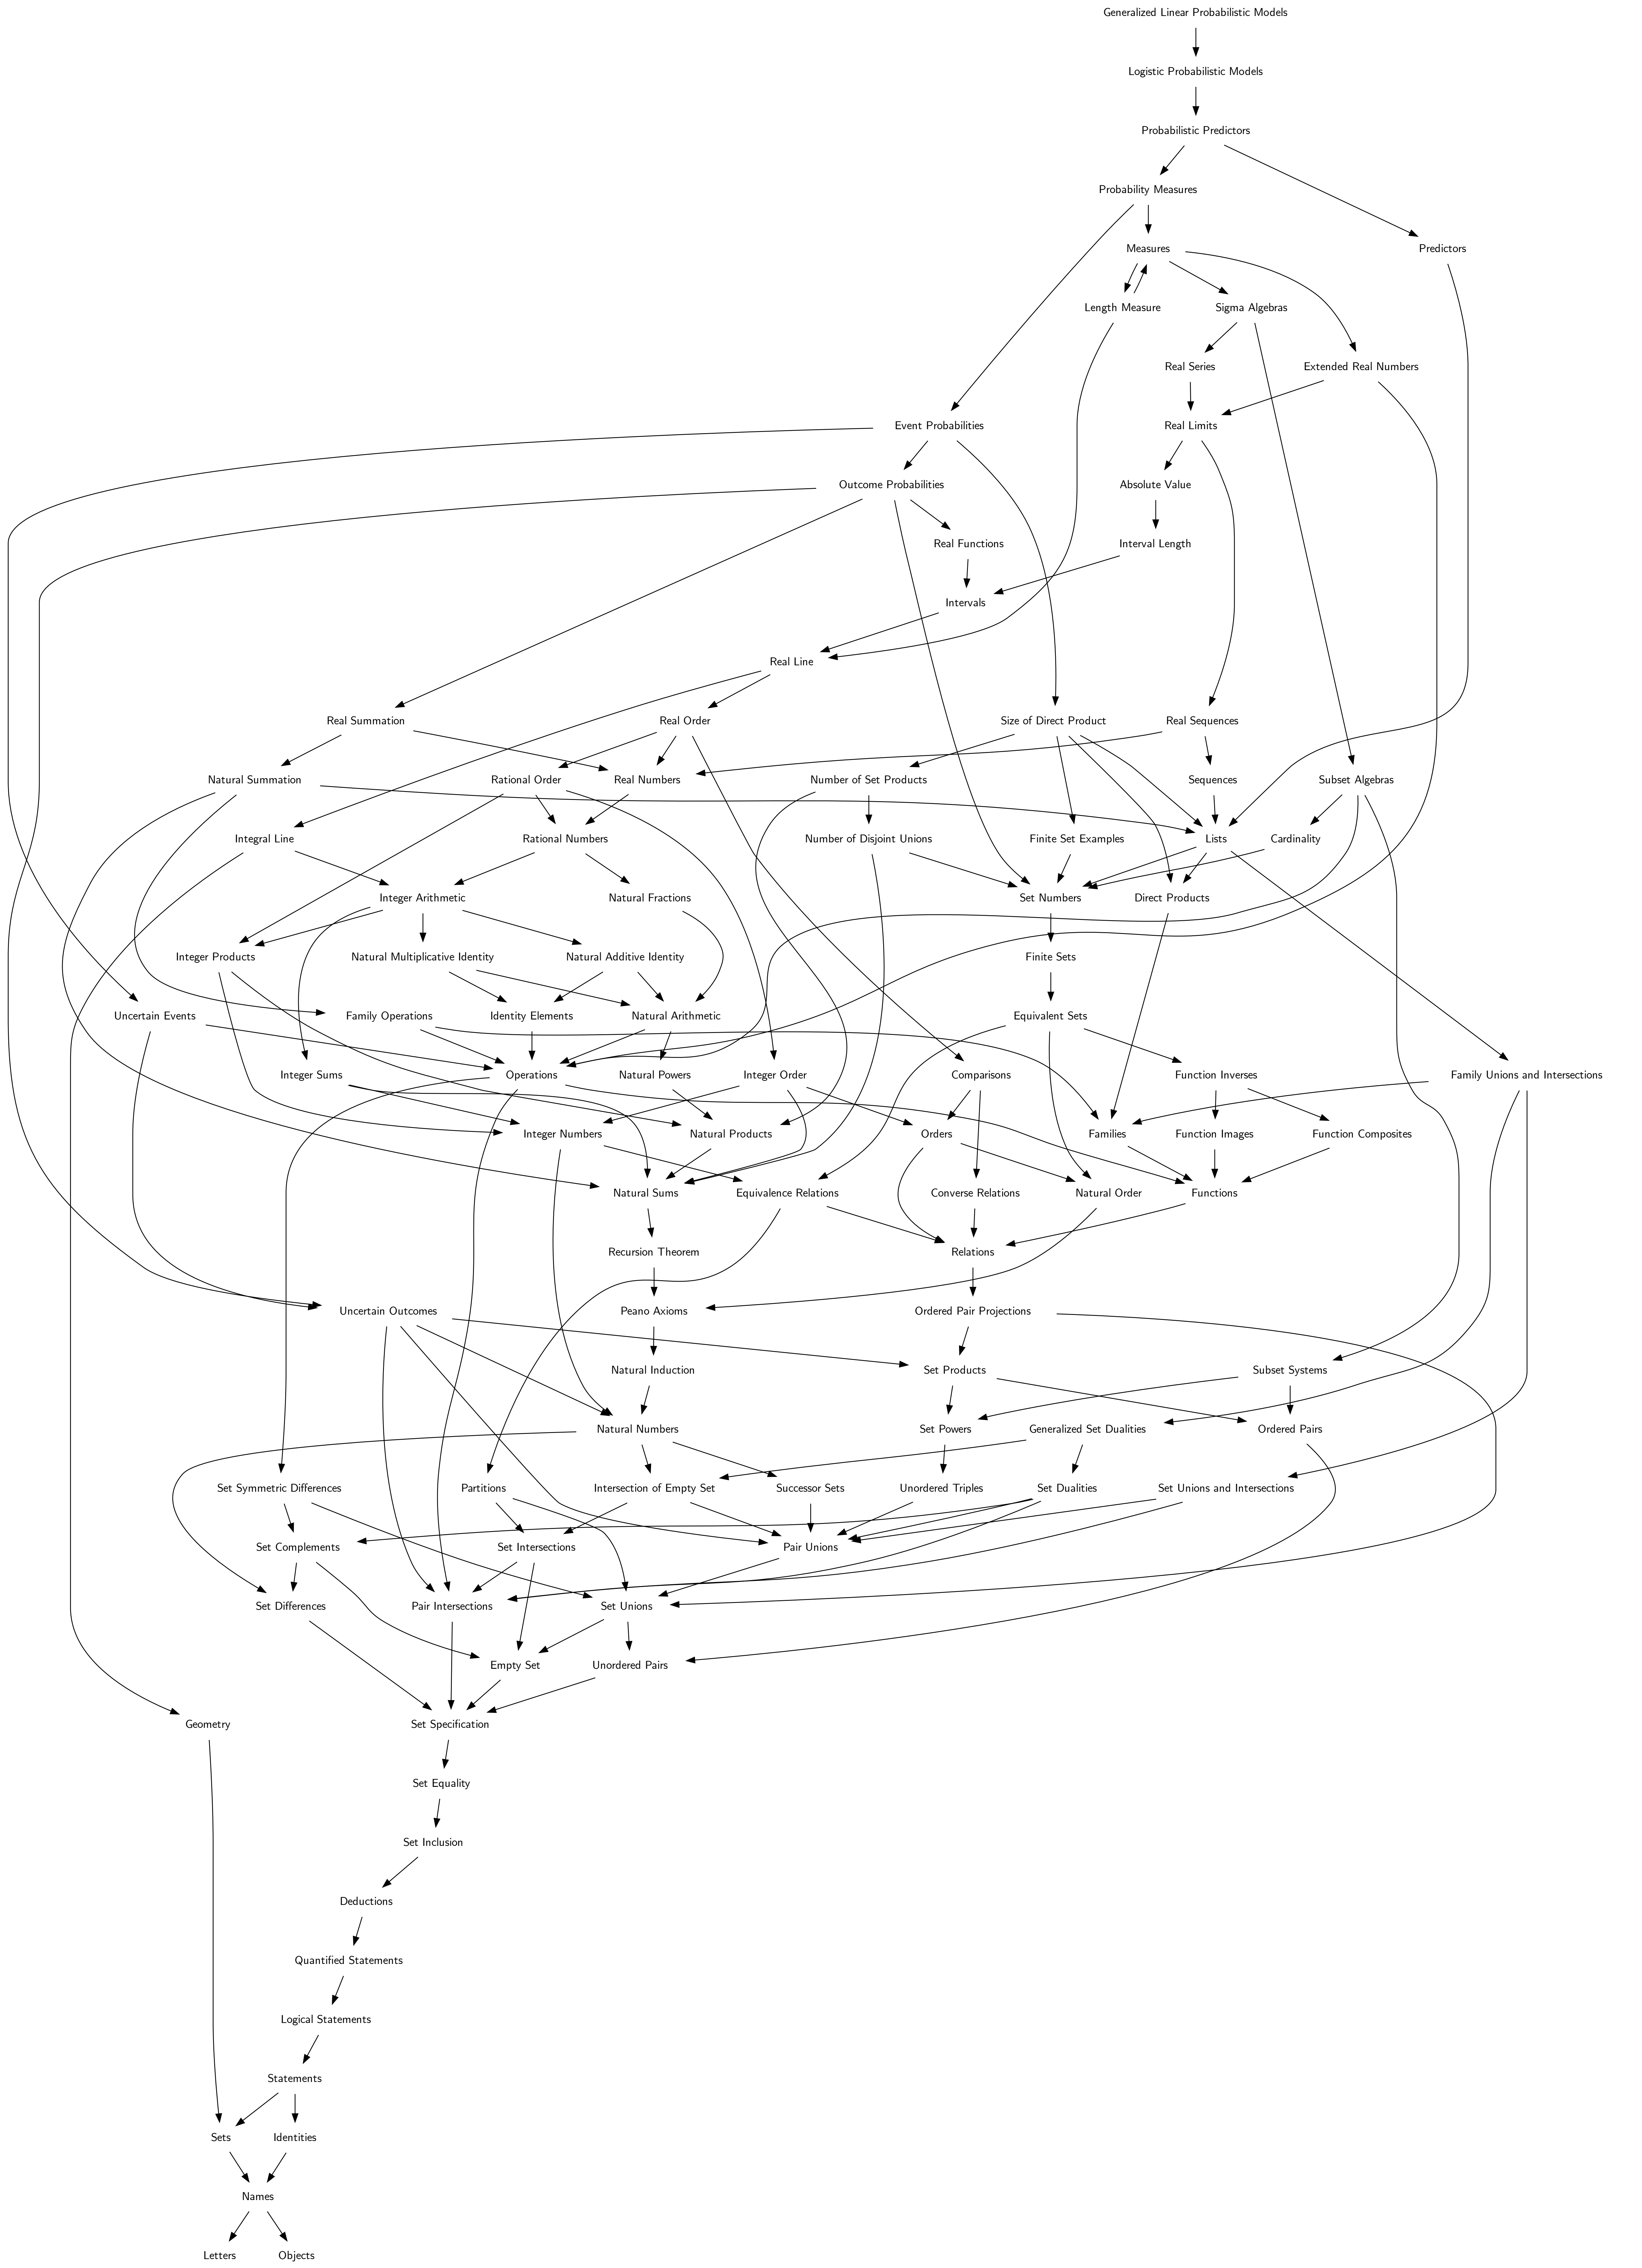 Generalized Linear Probabilistic Models
Logistic Probabilistic Models
Probabilistic Predictors
Probability Measures
Measures
Predictors
Length Measure
Sigma Algebras
Real Series
Extended Real Numbers
Event Probabilities
Real Limits
Outcome Probabilities
Absolute Value
Real Functions
Interval Length
Intervals
Real Line
Real Summation
Real Order
Size of Direct Product
Real Sequences
Natural Summation
Rational Order
Real Numbers
Number of Set Products
Sequences
Subset Algebras
Integral Line
Rational Numbers
Number of Disjoint Unions
Finite Set Examples
Lists
Cardinality
Integer Arithmetic
Natural Fractions
Set Numbers
Direct Products
Integer Products
Natural Multiplicative Identity
Natural Additive Identity
Finite Sets
Uncertain Events
Family Operations
Identity Elements
Natural Arithmetic
Equivalent Sets
Integer Sums
Operations
Natural Powers
Integer Order
Comparisons
Function Inverses
Family Unions and Intersections
Integer Numbers
Natural Products
Orders
Families
Function Images
Function Composites
Natural Sums
Equivalence Relations
Converse Relations
Natural Order
Functions
Recursion Theorem
Relations
Uncertain Outcomes
Peano Axioms
Ordered Pair Projections
Natural Induction
Set Products
Subset Systems
Natural Numbers
Set Powers
Generalized Set Dualities
Ordered Pairs
Set Symmetric Differences
Partitions
Intersection of Empty Set
Successor Sets
Unordered Triples
Set Dualities
Set Unions and Intersections
Set Complements
Set Intersections
Pair Unions
Set Differences
Pair Intersections
Set Unions
Empty Set
Unordered Pairs
Geometry
Set Specification
Set Equality
Set Inclusion
Deductions
Quantified Statements
Logical Statements
Statements
Sets
Identities
Names
Letters
Objects